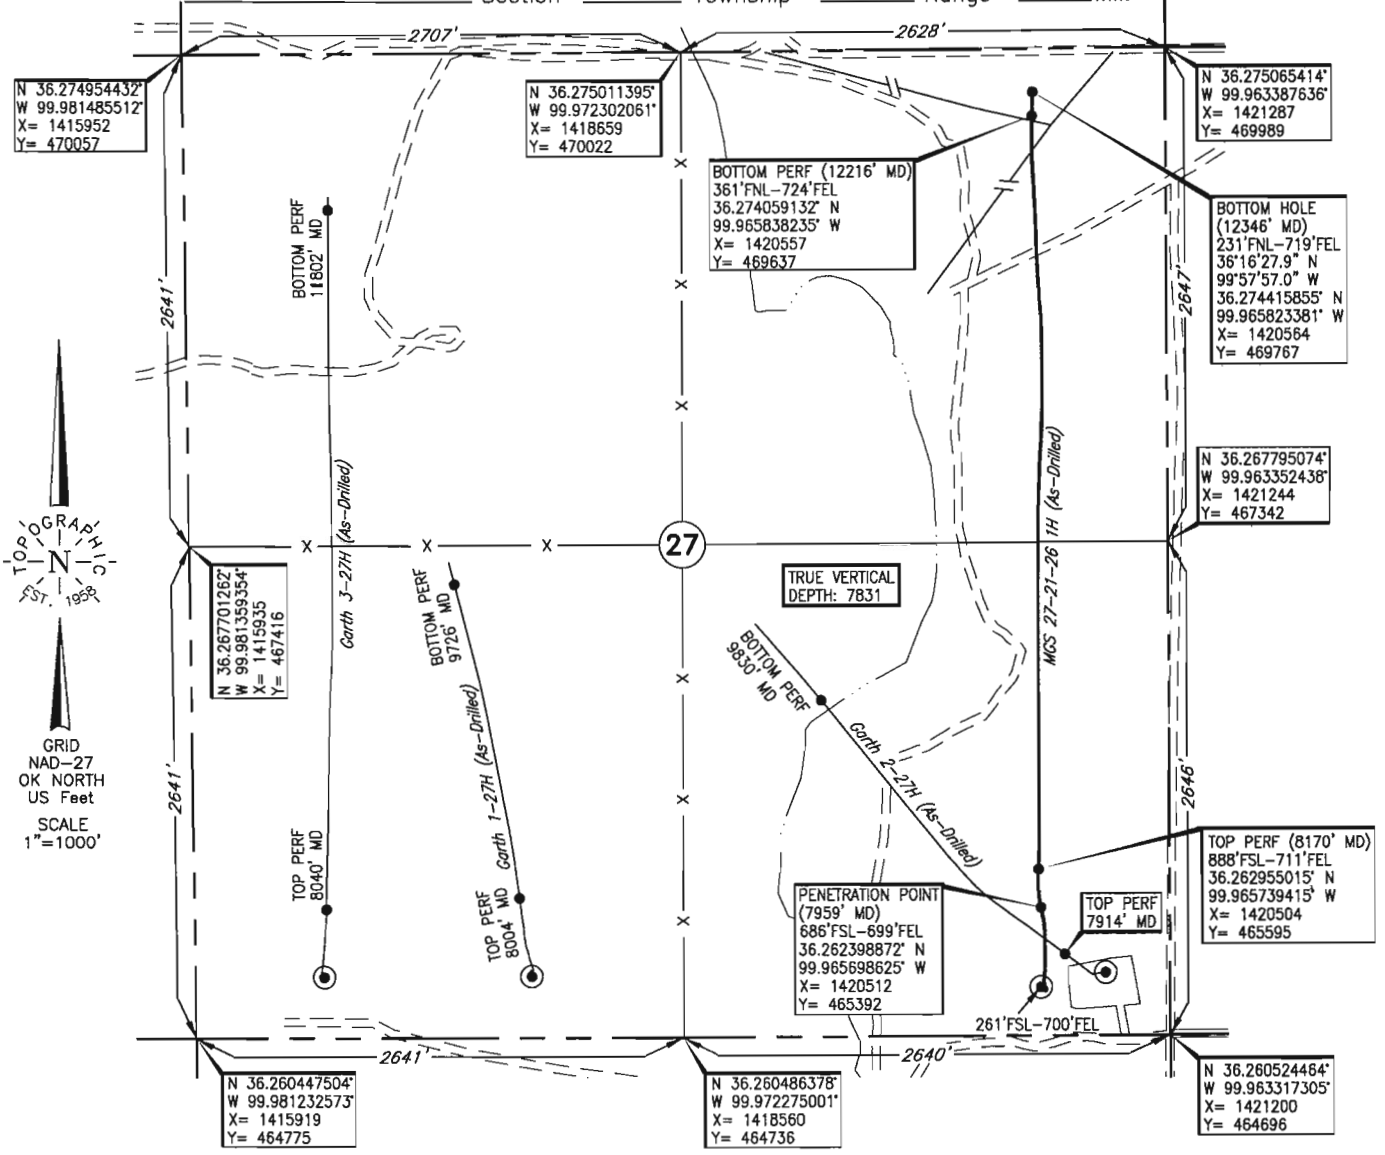 Section Township Range
2707'
2628'
N 36.274954432°
W 99.981485512°
X= 1415952
Y= 470057
N 36.275011395°
W 99.972302061°
X= 1418659
Y= 470022
N 36.275065414°
W 99.963387636°
X= 1421287
Y= 469989
BOTTOM PERF (12216' MD)
361'FNL-724'FEL
36.274059132° N
99.965838235° W
X= 1420557
Y= 469637
BOTTOM HOLE
(12346' MD)
231'FNL-719'FEL
36°16'27.9" N
99°57'57.0" W
36.274415855° N
99.965823381° W
X= 1420564
Y= 469767
BOTTOM PERF
11802' MD
2641'
2647'
N 36.267795074°
W 99.963352438°
X= 1421244
Y= 467342
Garth 3-27H (As-Drilled)
MGS 27-21-26 1H (As-Drilled)
27
TOPOGRAPHIC
N
EST. 1958
TRUE VERTICAL
DEPTH: 7831
N 36.267701262°
W 99.981359354°
X= 1415935
Y= 467416
BOTTOM PERF
9726' MD
BOTTOM PERF
9830' MD
GRID
NAD-27
OK NORTH
US Feet
SCALE
1"=1000'
2641'
Garth 1-27H (As-Drilled)
Garth 2-27H (As-Drilled)
2646'
TOP PERF
8040' MD
TOP PERF
8004' MD
TOP PERF (8170' MD)
888'FSL-711'FEL
36.262955015° N
99.965739415° W
X= 1420504
Y= 465595
PENETRATION POINT
(7959' MD)
686'FSL-699'FEL
36.262398872° N
99.965698625° W
X= 1420512
Y= 465392
TOP PERF
7914' MD
261'FSL-700'FEL
2641'
2640'
N 36.260447504°
W 99.981232573°
X= 1415919
Y= 464775
N 36.260486378°
W 99.972275001°
X= 1418560
Y= 464736
N 36.260524464°
W 99.963317305°
X= 1421200
Y= 464696